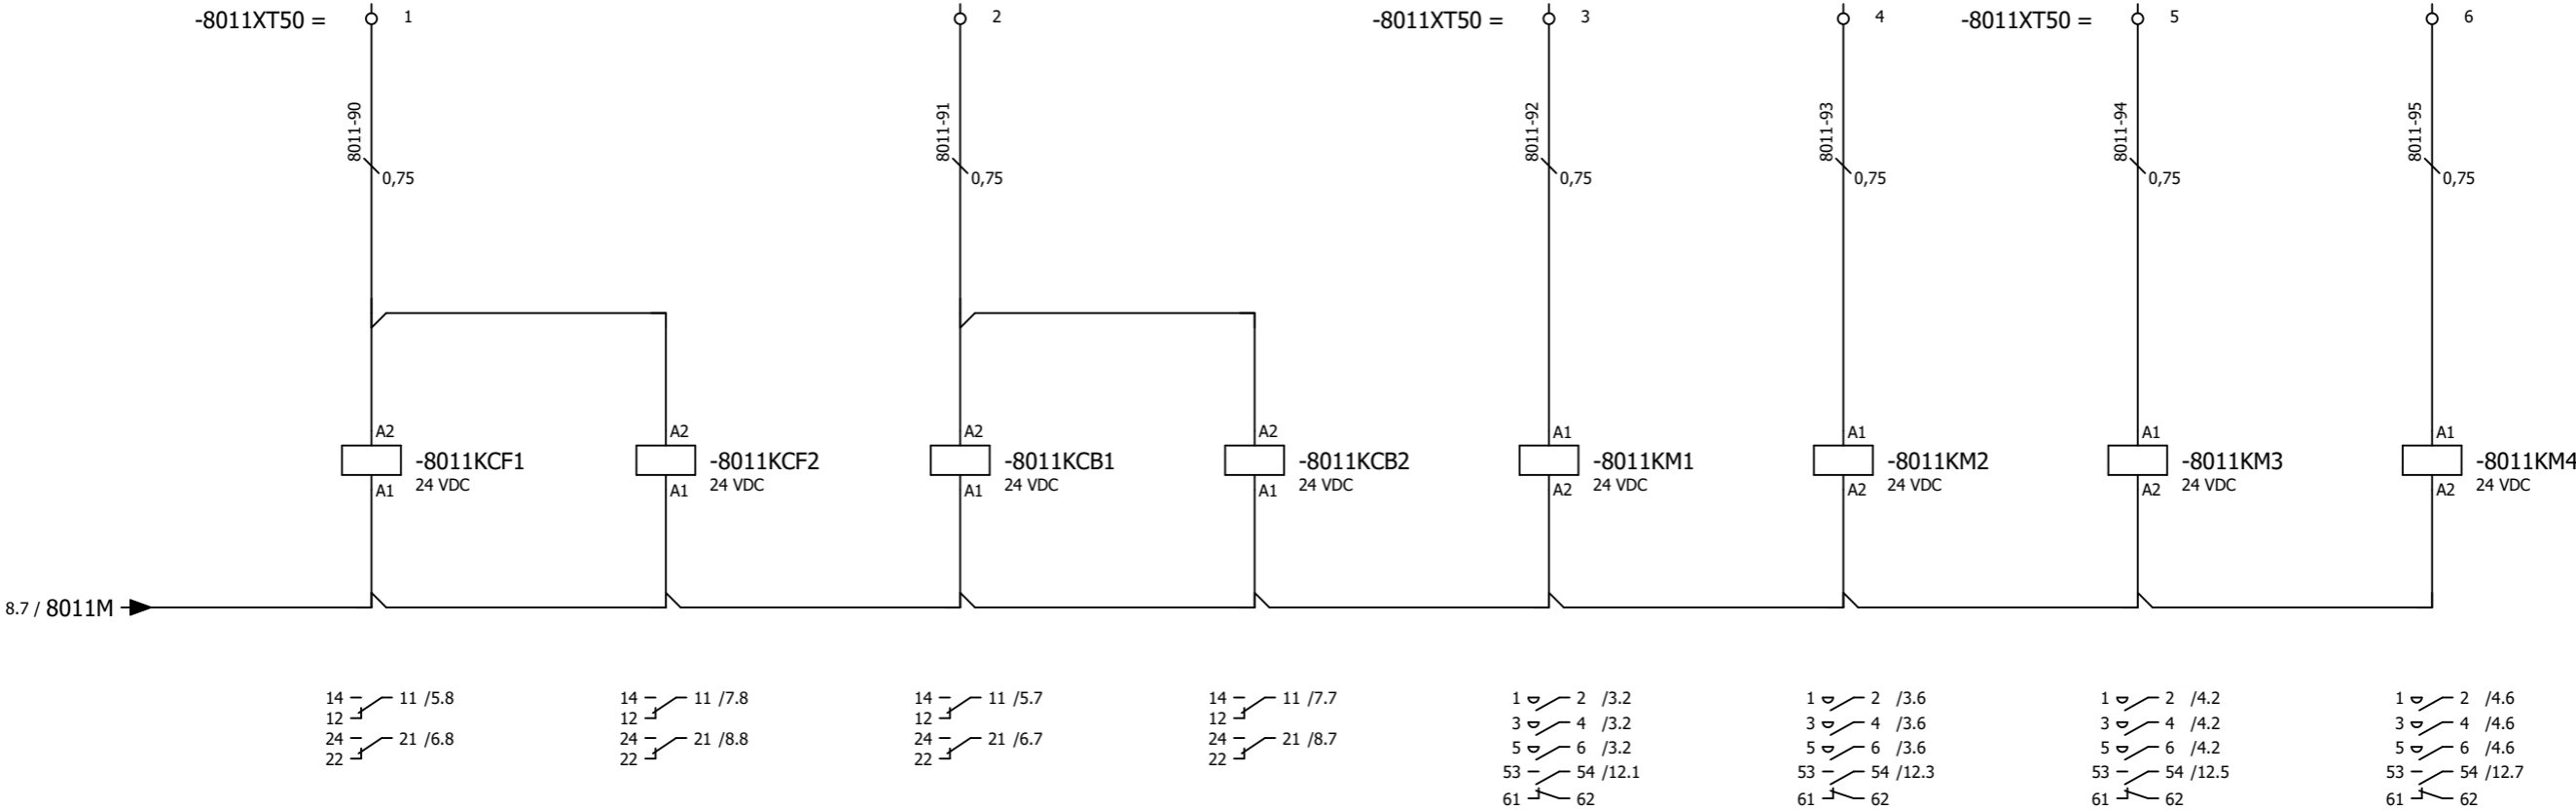 -8011XT50 = 1 2 -8011XT50 = 3 4 -8011XT50 = 5 6
8011-90 8011-91 8011-92 8011-93 8011-94 8011-95
0,75 0,75 0,75 0,75 0,75 0,75
A2 A2 A2 A2 A1 A1 A1 A1
-8011KCF1 -8011KCF2 -8011KCB1 -8011KCB2 -8011KM1 -8011KM2 -8011KM3 -8011KM4
24 VDC 24 VDC 24 VDC 24 VDC 24 VDC 24 VDC 24 VDC 24 VDC
A1 A1 A1 A1 A2 A2 A2 A2
8.7 / 8011M
14 11 /5.8 14 11 /7.8 14 11 /5.7 14 11 /7.7 1 2 /3.2 1 2 /3.6 1 2 /4.2 1 2 /4.6
12 12 12 12 3 4 /3.2 3 4 /3.6 3 4 /4.2 3 4 /4.6
24 21 /6.8 24 21 /8.8 24 21 /6.7 24 21 /8.7 5 6 /3.2 5 6 /3.6 5 6 /4.2 5 6 /4.6
22 22 22 22 53 54 /12.1 53 54 /12.3 53 54 /12.5 53 54 /12.7
61 62 61 62 61 62 61 62